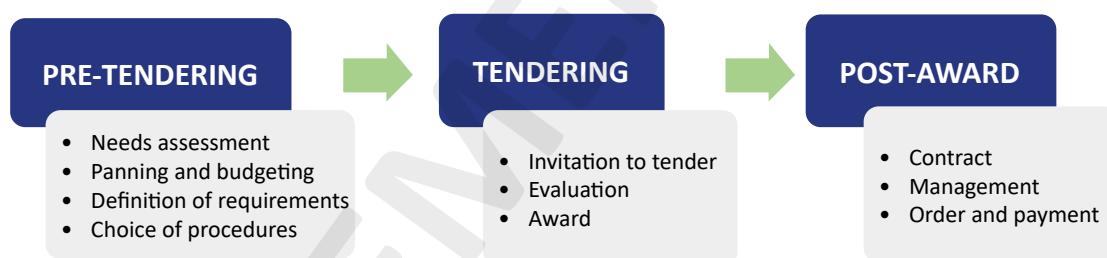 PRE-TENDERING
• Needs assessment
• Panning and budgeting
• Definition of requirements
• Choice of procedures
TENDERING
• Invitation to tender
• Evaluation
• Award
POST-AWARD
• Contract
• Management
• Order and payment